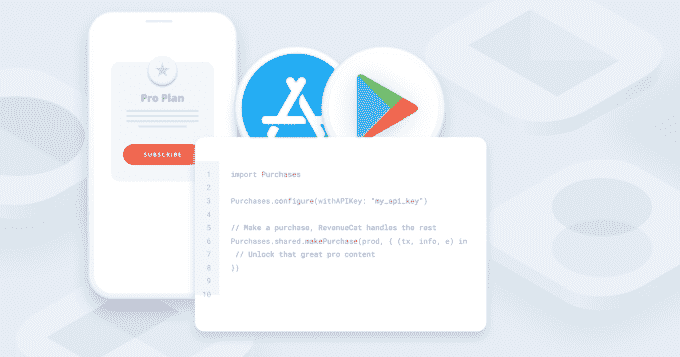 Pro Plan
SUBSCRIBE
1 import Purchases
2
3 Purchases.configure(withAPIKey: "my_api_key")
4
5 // Make a purchase, RevenueCat handles the rest
6 Purchases.shared.makePurchase(prod, { (tx, info, e) in
7 // Unlock that great pro content
8 })
9
10